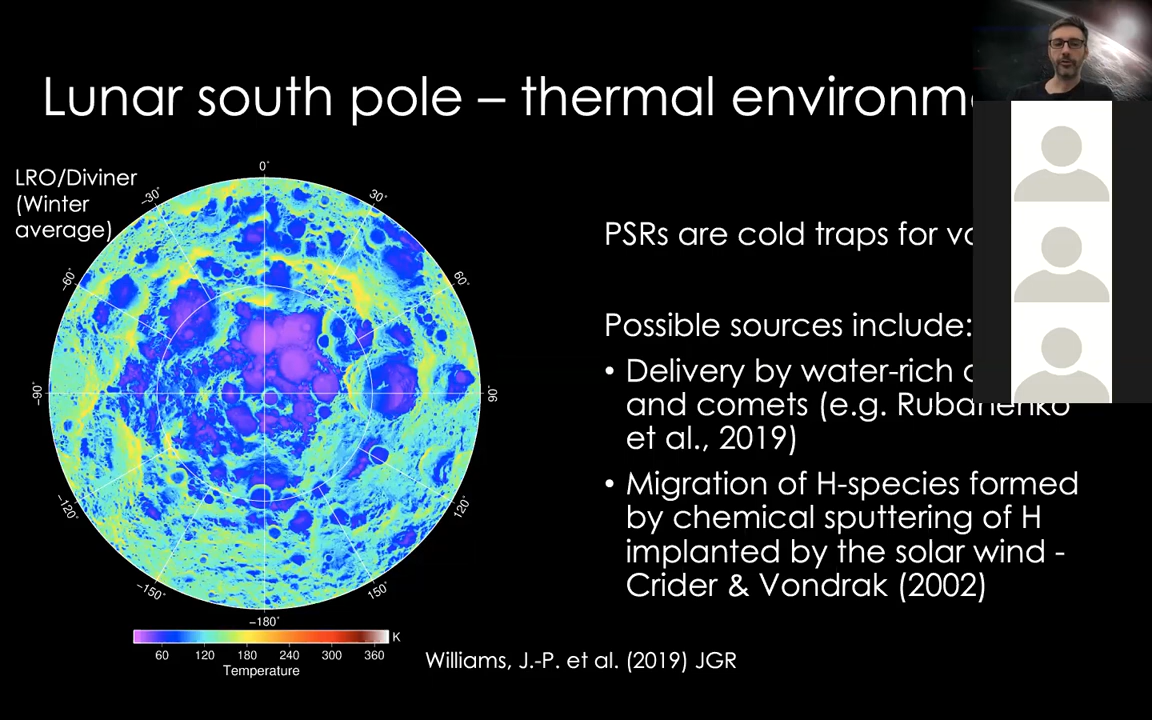 Lunar south pole – thermal
LRO/Diviner
(Winter
average)
0°
30°
60°
90°
120°
150°
−180°
−150°
−120°
−90°
−60°
−30°
K
60 120 180 240 300 360
Temperature
Williams, J.-P. et al. (2019) JGR
PSRs are cold traps for
Possible sources include:
• Delivery by water-rich
and comets (e.g. Rubanenko
et al., 2019)
• Migration of H-species formed
by chemical sputtering of H
implanted by the solar wind -
Crider & Vondrak (2002)